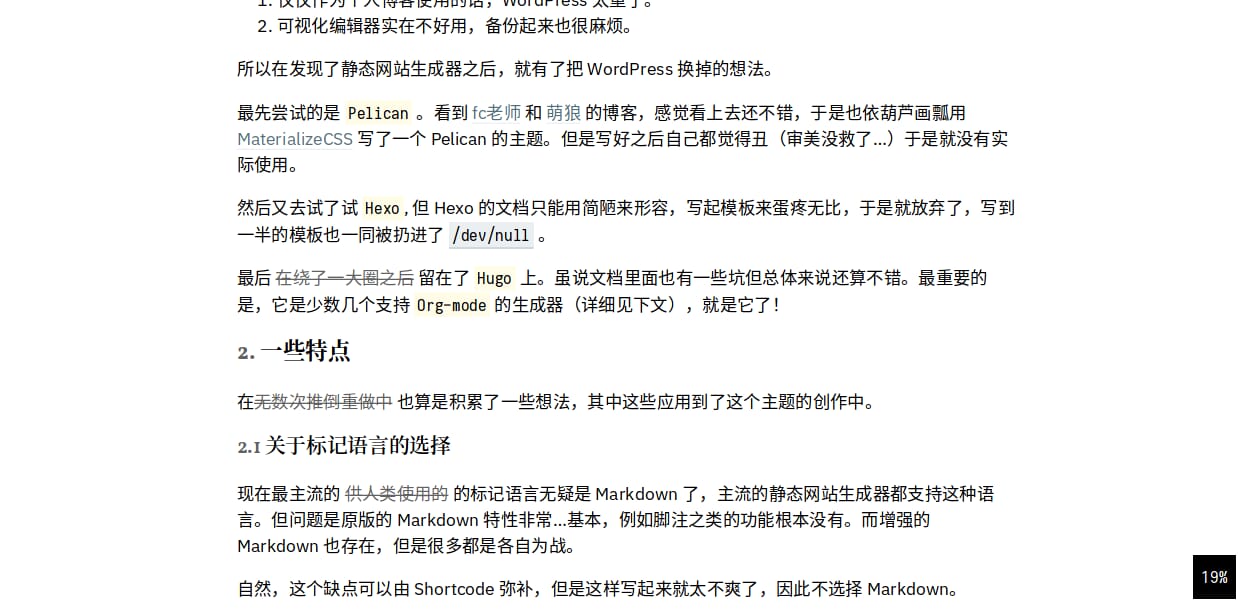 1. 仅仅作为个人博客使用的话，WordPress 太重了。
2. 可视化编辑器实在不好用，备份起来也很麻烦。
所以在发现了静态网站生成器之后，就有了把 WordPress 换掉的想法。
最先尝试的是 Pelican 。看到 fc老师 和 萌狼 的博客，感觉看上去还不错，于是也依葫芦画瓢用
MaterializeCSS 写了一个 Pelican 的主题。但是写好之后自己都觉得丑（审美没救了…）于是就没有实
际使用。
然后又去试了试 Hexo , 但 Hexo 的文档只能用简陋来形容，写起模板来蛋疼无比，于是就放弃了，写到
一半的模板也一同被扔进了 /dev/null 。
最后 在绕了一大圈之后 留在了 Hugo 上。虽说文档里面也有一些坑但总体来说还算不错。最重要的
是，它是少数几个支持 Org-mode 的生成器（详细见下文），就是它了！
2. 一些特点
在无数次推倒重做中 也算是积累了一些想法，其中这些应用到了这个主题的创作中。
2.1 关于标记语言的选择
现在最主流的 供人类使用的 的标记语言无疑是 Markdown 了，主流的静态网站生成器都支持这种语
言。但问题是原版的 Markdown 特性非常…基本，例如脚注之类的功能根本没有。而增强的
Markdown 也存在，但是很多都是各自为战。
自然，这个缺点可以由 Shortcode 弥补，但是这样写起来就太不爽了，因此不选择 Markdown。
19%